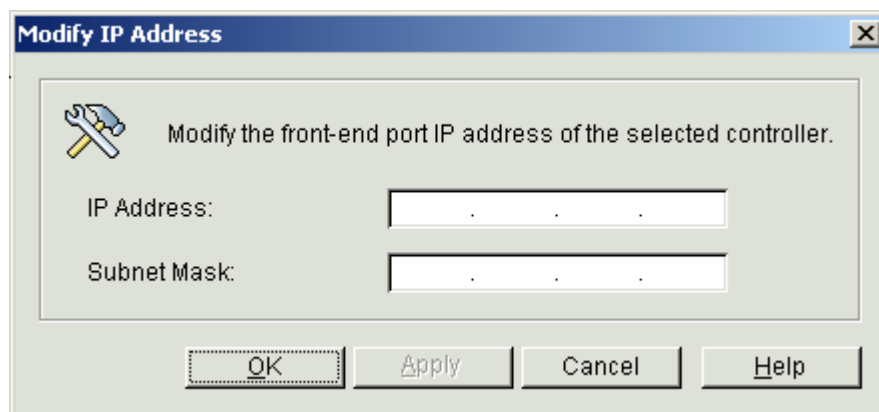 Modify IP Address
Modify the front-end port IP address of the selected controller.
IP Address: . . .
Subnet Mask: . . .
OK Apply Cancel Help